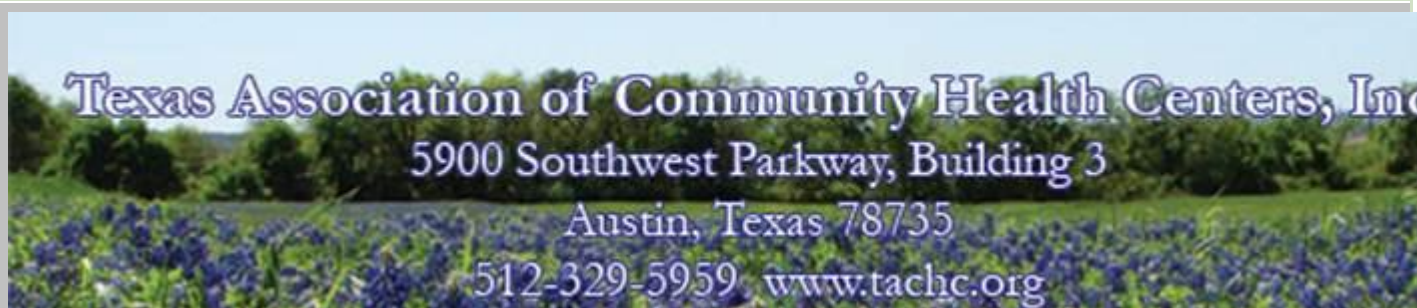 Texas Association of Community Health Centers, Inc
5900 Southwest Parkway, Building 3
Austin, Texas 78735
512-329-5959 www.tachc.org